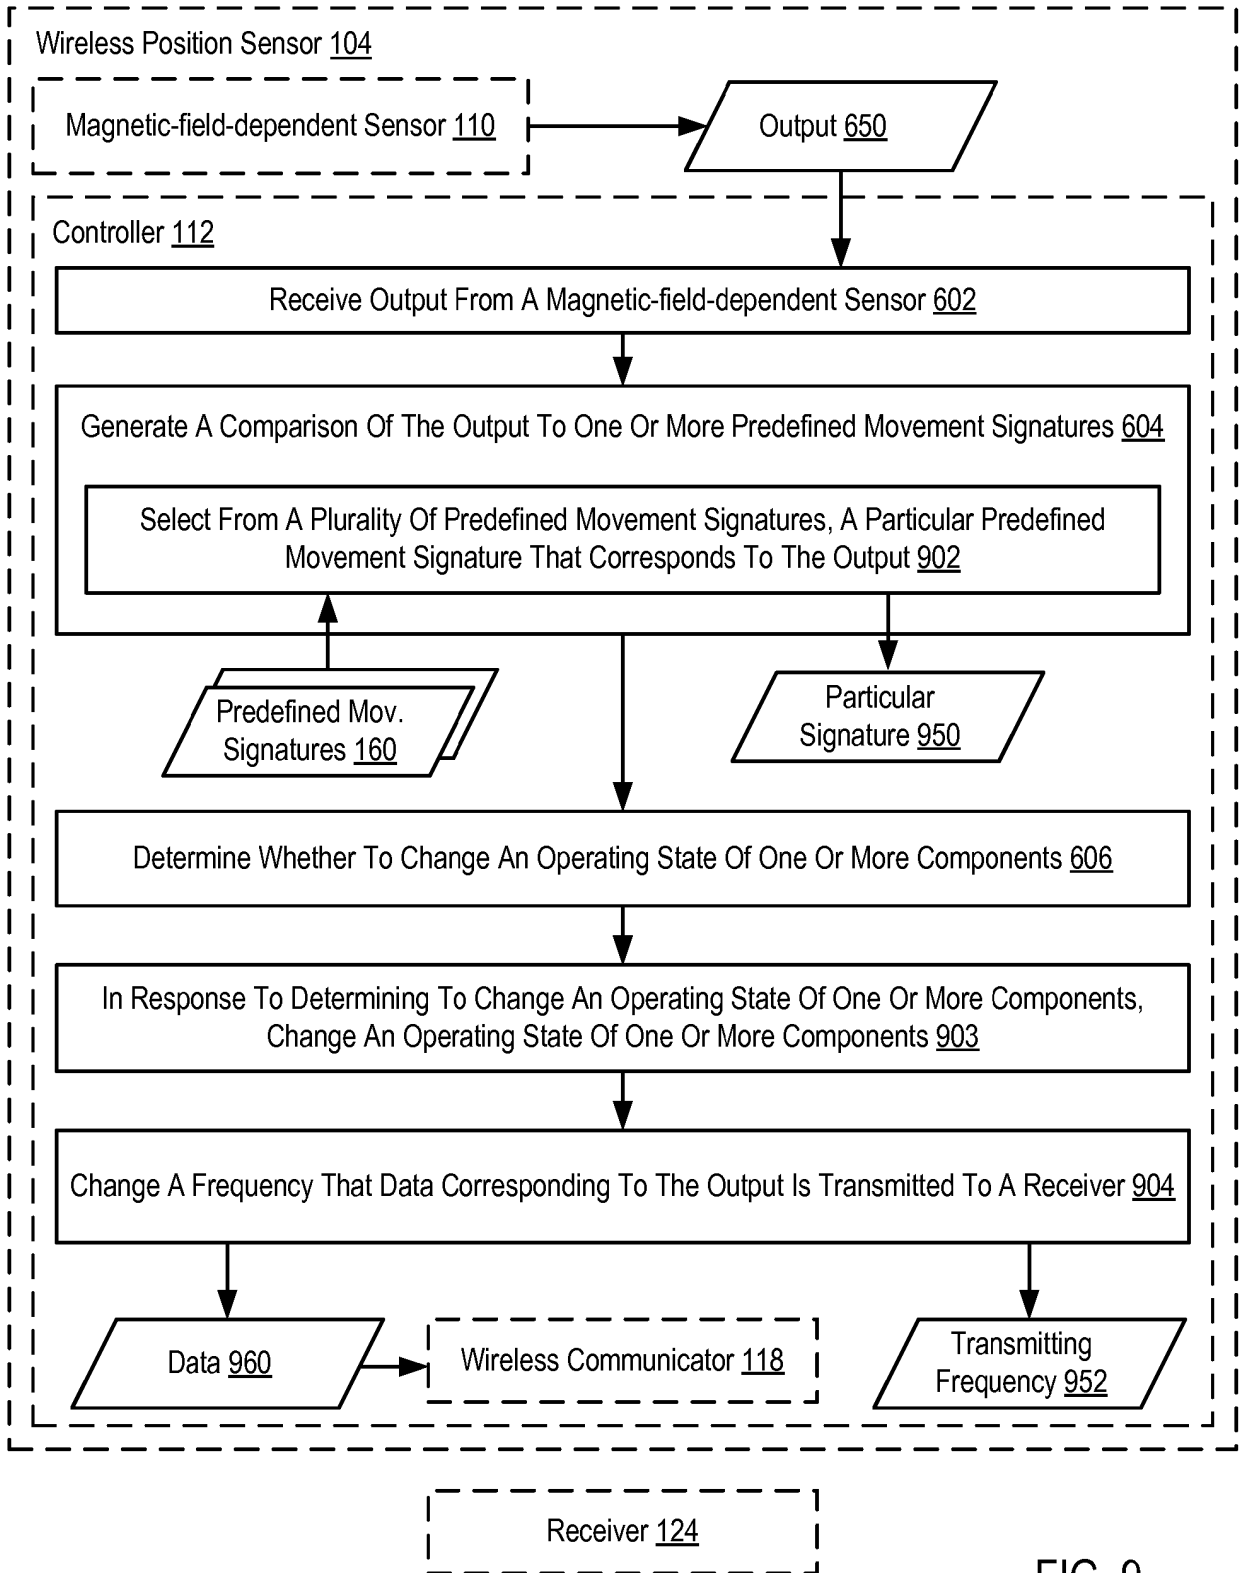 Wireless Position Sensor 104
Magnetic-field-dependent Sensor 110
Output 650
Controller 112
Receive Output From A Magnetic-field-dependent Sensor 602
Generate A Comparison Of The Output To One Or More Predefined Movement Signatures 604
Select From A Plurality Of Predefined Movement Signatures, A Particular Predefined
Movement Signature That Corresponds To The Output 902
Predefined Mov.
Signatures 160
Particular
Signature 950
Determine Whether To Change An Operating State Of One Or More Components 606
In Response To Determining To Change An Operating State Of One Or More Components,
Change An Operating State Of One Or More Components 903
Change A Frequency That Data Corresponding To The Output Is Transmitted To A Receiver 904
Data 960
Wireless Communicator 118
Transmitting
Frequency 952
Receiver 124
FIG. 9